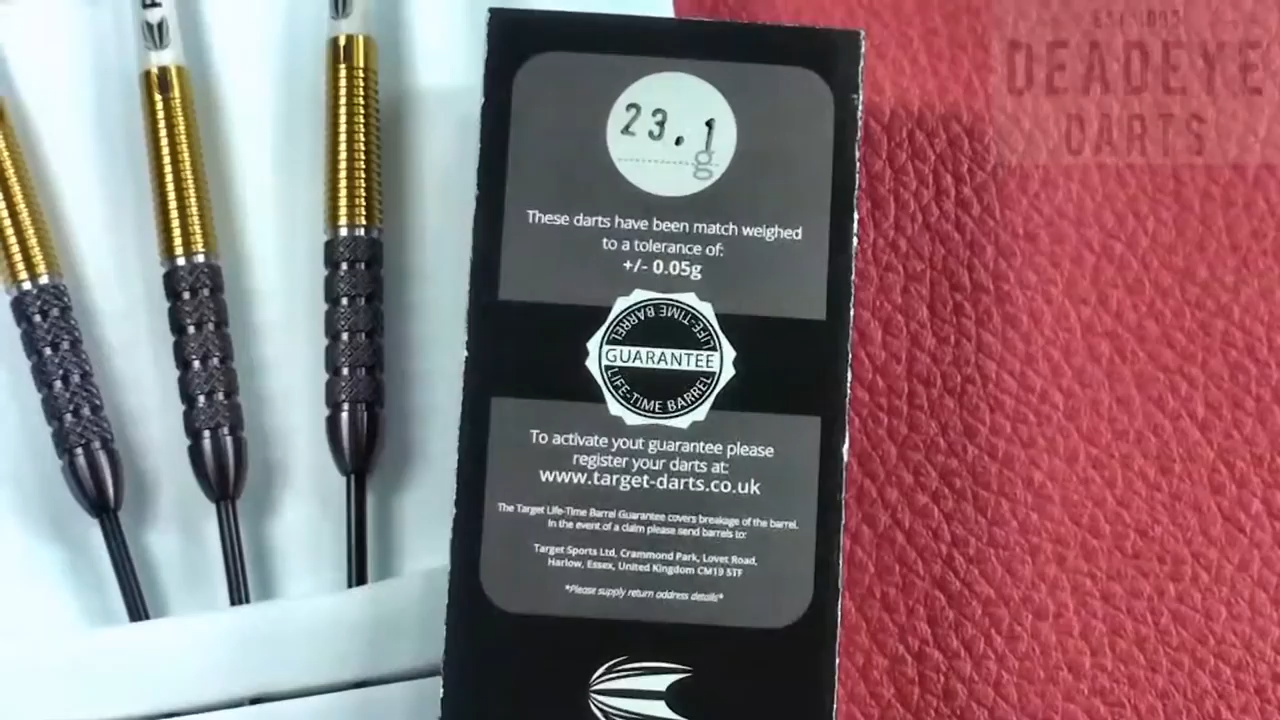 DEADEYE
DARTS
23.1
g
These darts have been match weighed
to a tolerance of:
+/- 0.05g
LIFE-TIME BARREL
GUARANTEE
LIFE-TIME BARREL
To activate yout guarantee please
register your darts at:
www.target-darts.co.uk
The Target Life-Time Barrel Guarantee covers breakage of the barrel.
In the event of a claim please send barrels to:
Target Sports Ltd, Crammond Park, Lovet Road,
Harlow, Essex, United Kingdom CM19 5TF
*Please supply return address details*